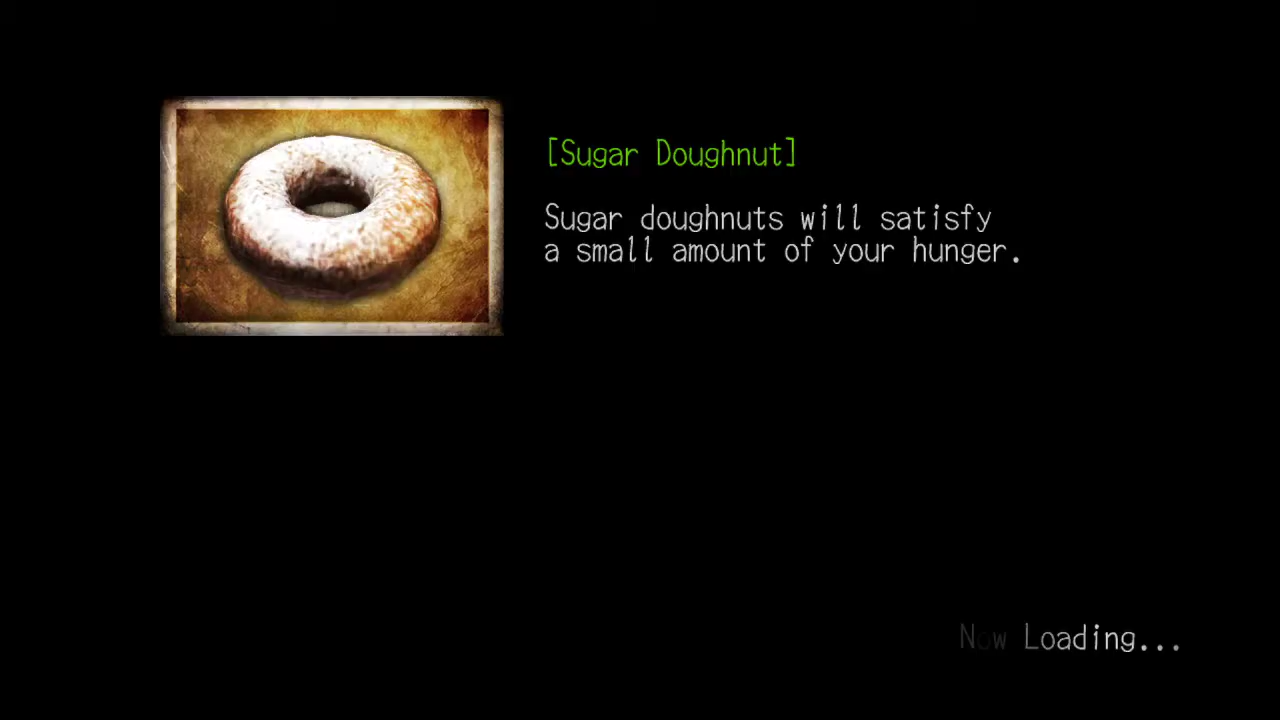 [Sugar Doughnut]
Sugar doughnuts will satisfy
a small amount of your hunger.
Now Loading...